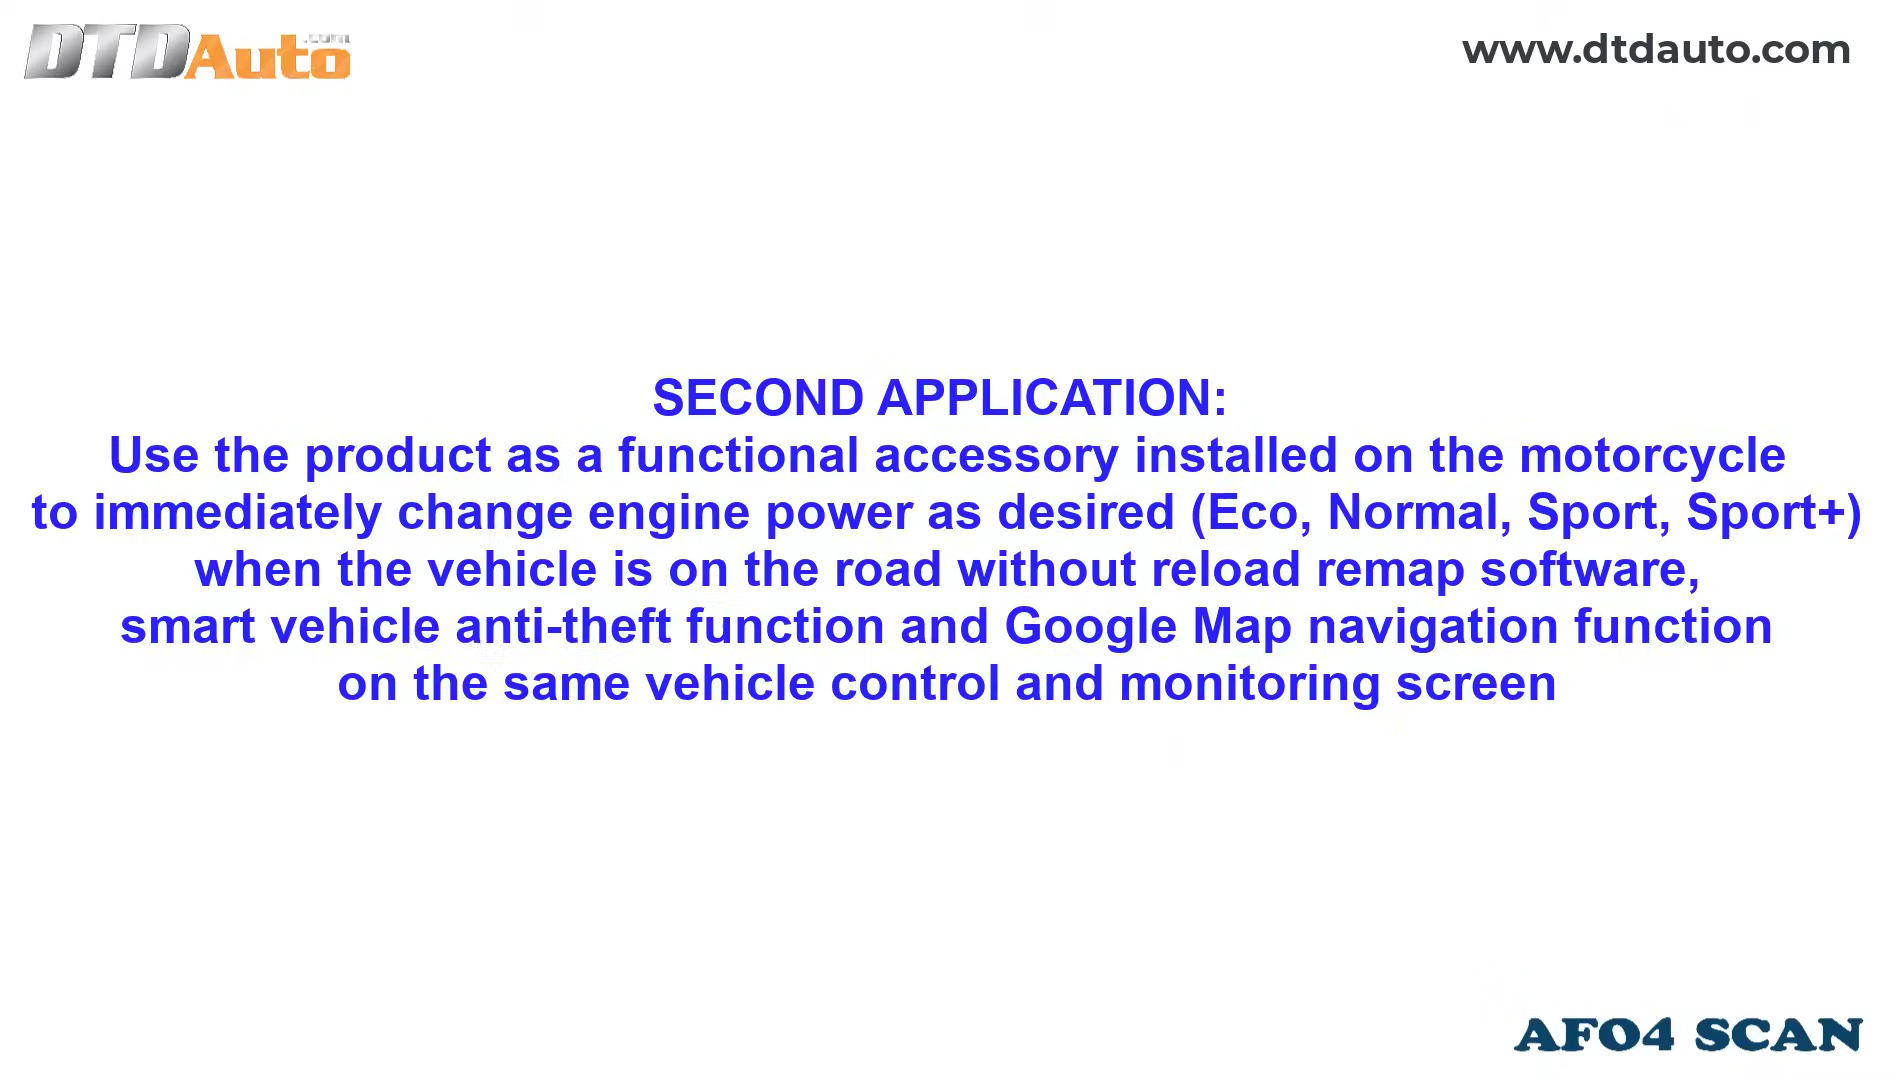 DTDAuto.com
www.dtdauto.com
SECOND APPLICATION:
Use the product as a functional accessory installed on the motorcycle
to immediately change engine power as desired (Eco, Normal, Sport, Sport+)
when the vehicle is on the road without reload remap software,
smart vehicle anti-theft function and Google Map navigation function
on the same vehicle control and monitoring screen
AF04 SCAN